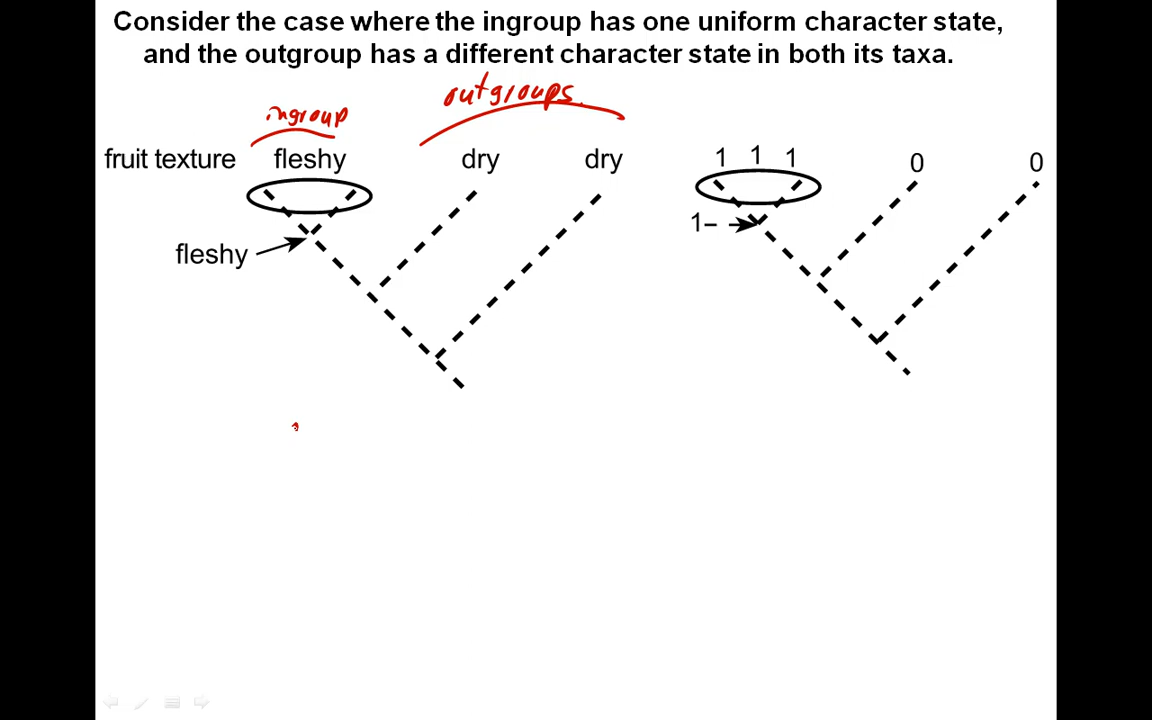 Consider the case where the ingroup has one uniform character state,
and the outgroup has a different character state in both its taxa.
ingroup outgroups
fruit texture fleshy dry dry 1 1 1 0 0
fleshy 1–